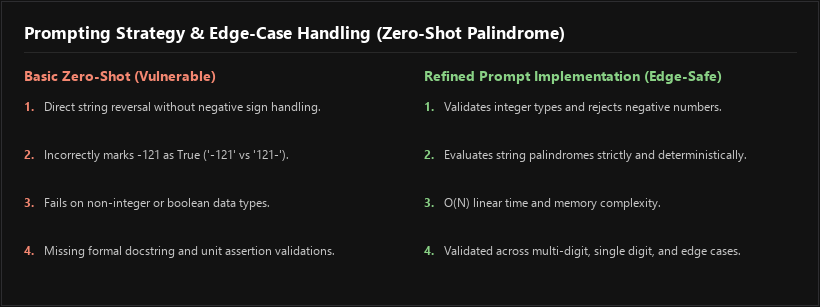 Prompting Strategy & Edge-Case Handling (Zero-Shot Palindrome)
Basic Zero-Shot (Vulnerable)
1. Direct string reversal without negative sign handling.
2. Incorrectly marks -121 as True ('-121' vs '121-').
3. Fails on non-integer or boolean data types.
4. Missing formal docstring and unit assertion validations.
Refined Prompt Implementation (Edge-Safe)
1. Validates integer types and rejects negative numbers.
2. Evaluates string palindromes strictly and deterministically.
3. O(N) linear time and memory complexity.
4. Validated across multi-digit, single digit, and edge cases.